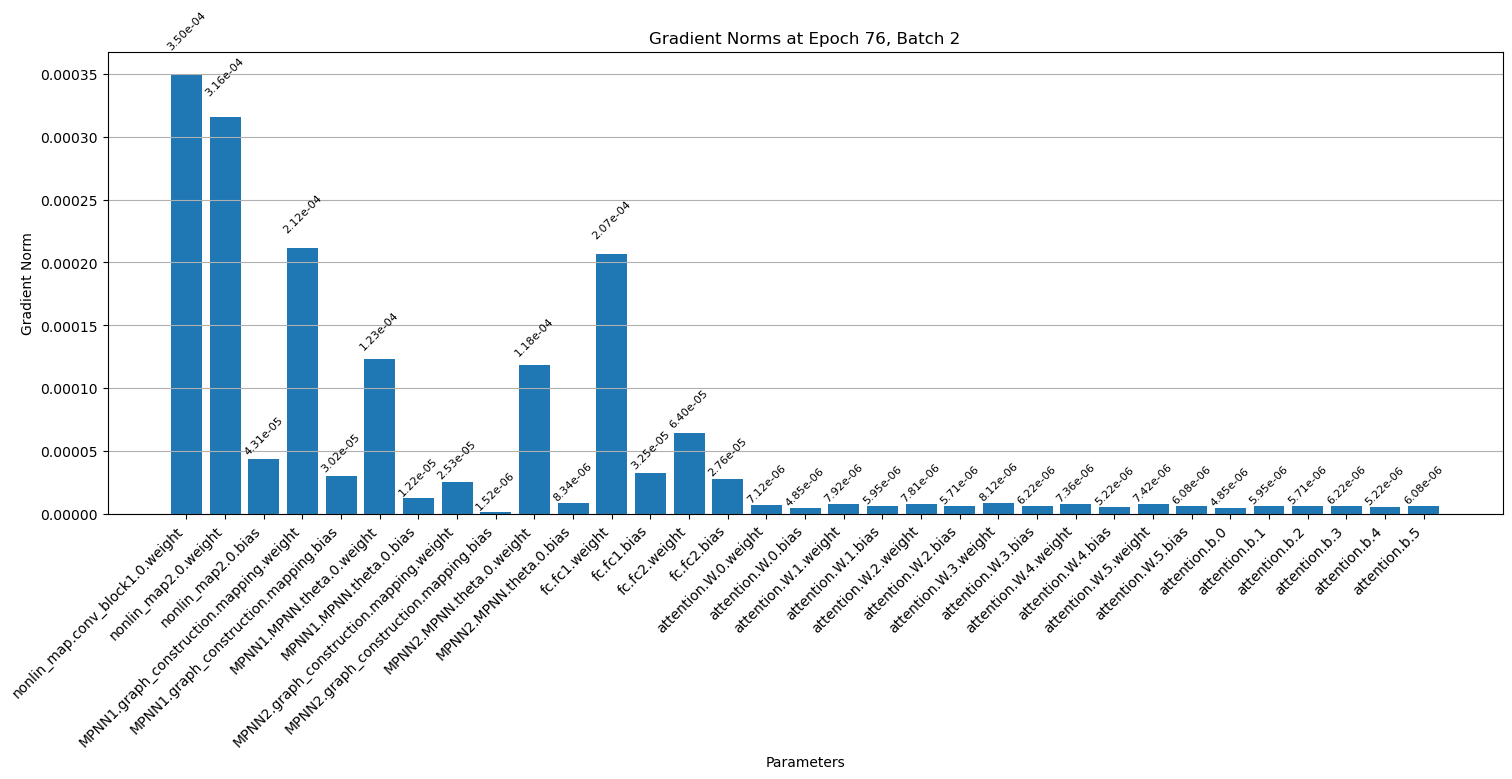 Gradient Norms at Epoch 76, Batch 2
Gradient Norm
0.00035
0.00030
0.00025
0.00020
0.00015
0.00010
0.00005
0.00000
3.50e-04
3.16e-04
4.31e-05
2.12e-04
3.02e-05
1.23e-04
1.22e-05
2.53e-05
1.52e-06
1.18e-04
8.34e-06
2.07e-04
3.25e-05
6.40e-05
2.76e-05
7.12e-06
4.85e-06
7.92e-06
5.95e-06
7.81e-06
5.71e-06
8.12e-06
6.22e-06
7.36e-06
5.22e-06
7.42e-06
6.08e-06
4.85e-06
5.95e-06
5.71e-06
6.22e-06
5.22e-06
6.08e-06
nonlin_map.conv_block1.0.weight
nonlin_map2.0.weight
nonlin_map2.0.bias
MPNN1.graph_construction.mapping.weight
MPNN1.graph_construction.mapping.bias
MPNN1.MPNN.theta.0.weight
MPNN1.MPNN.theta.0.bias
MPNN2.graph_construction.mapping.weight
MPNN2.graph_construction.mapping.bias
MPNN2.MPNN.theta.0.weight
MPNN2.MPNN.theta.0.bias
fc.fc1.weight
fc.fc1.bias
fc.fc2.weight
fc.fc2.bias
attention.W.0.weight
attention.W.0.bias
attention.W.1.weight
attention.W.1.bias
attention.W.2.weight
attention.W.2.bias
attention.W.3.weight
attention.W.3.bias
attention.W.4.weight
attention.W.4.bias
attention.W.5.weight
attention.W.5.bias
attention.b.0
attention.b.1
attention.b.2
attention.b.3
attention.b.4
attention.b.5
Parameters